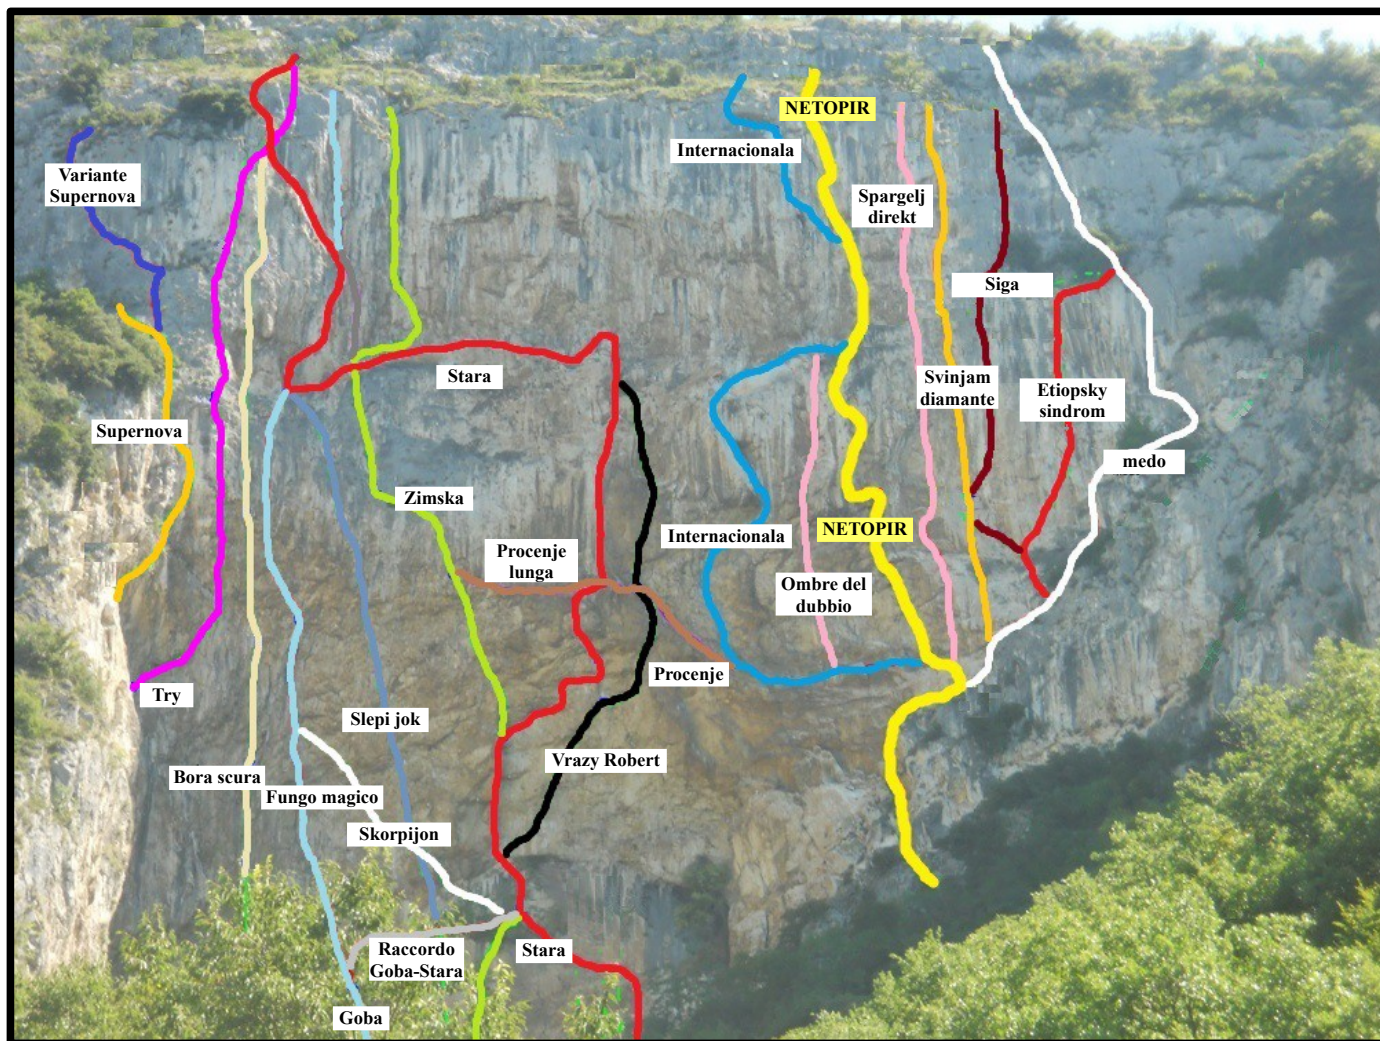 NETOPIR
Internacionala
Variante
Supernova
Spargelj
direkt
Siga
Stara
Svinjam
diamante
Etiopsky
sindrom
Supernova
medo
Zimska
NETOPIR
Internacionala
Procenje
lunga
Ombre del
dubbio
Procenje
Try
Slepi jok
Vrazy Robert
Bora scura
Fungo magico
Skorpijon
Raccordo
Goba-Stara
Stara
Goba